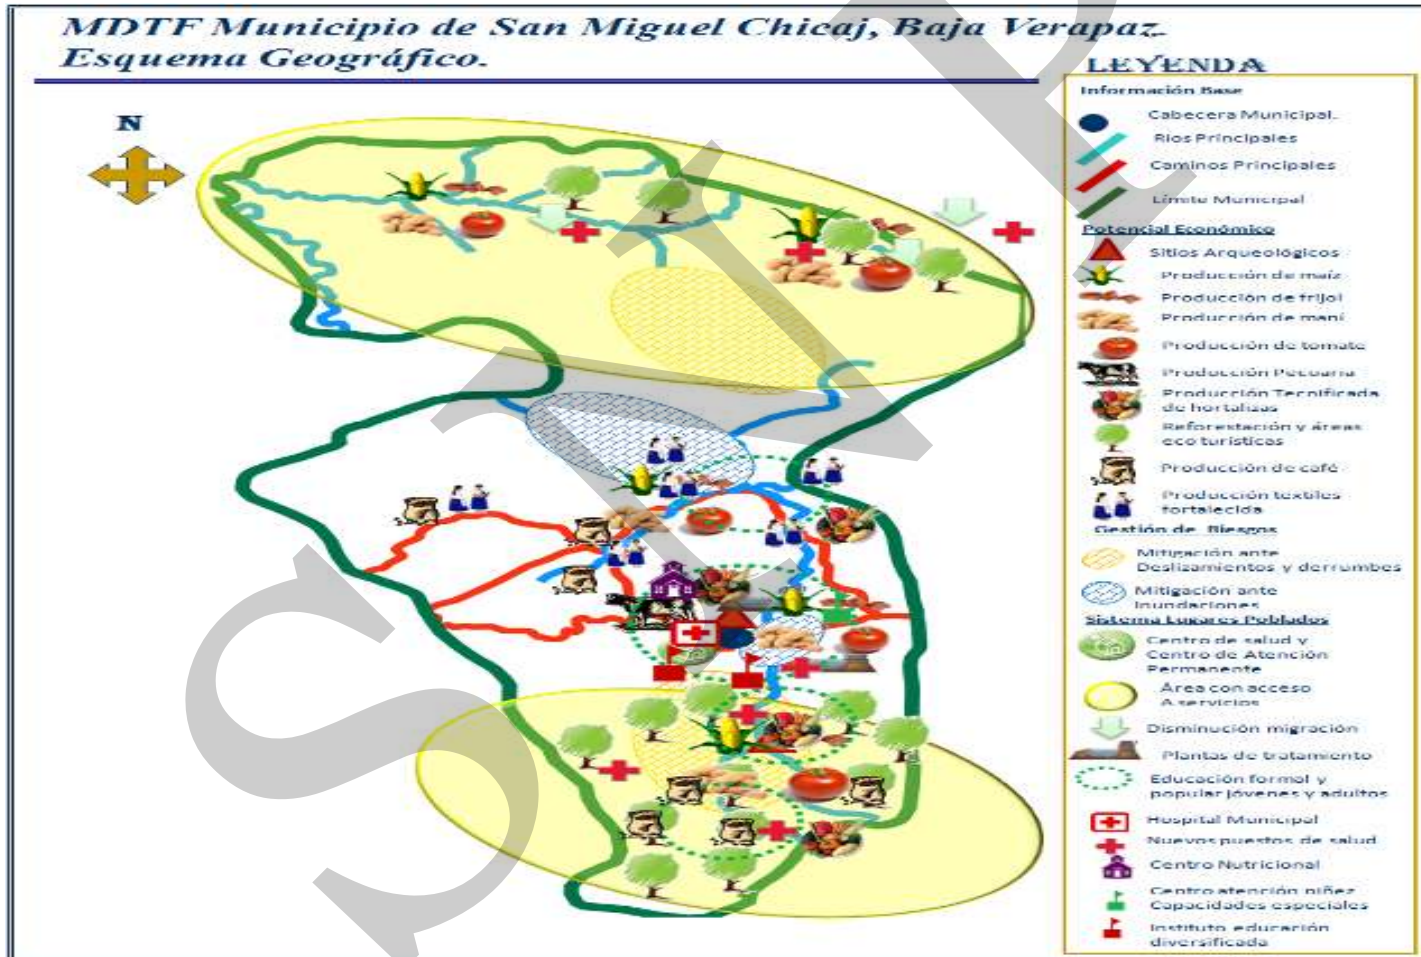 MDTF Municipio de San Miguel Chicaj, Baja Verapaz.
Esquema Geográfico.
N
LEYENDA
Información Base
Cabecera Municipal.
Rios Principales
Caminos Principales
Límite Municipal
Potencial Económico
Sitios Arqueológicos
Producción de maíz
Producción de frijol
Producción de maní
Producción de tomate
Producción Pecuaria
Producción Tecnificada
de hortalizas
Reforestación y áreas
eco turísticas
Producción de café
Producción textiles
fortalecida
Gestión de Riesgos
Mitigación ante
Deslizamientos y derrumbes
Mitigación ante
Inundaciones
Sistema Lugares Poblados
Centro de salud y
Centro de Atención
Permanente
Área con acceso
A servicios
Disminución migración
Plantas de tratamiento
Educación formal y
popular jóvenes y adultos
Hospital Municipal
Nuevos puestos de salud
Centro Nutricional
Centro atención niñez
Capacidades especiales
Instituto educación
diversificada